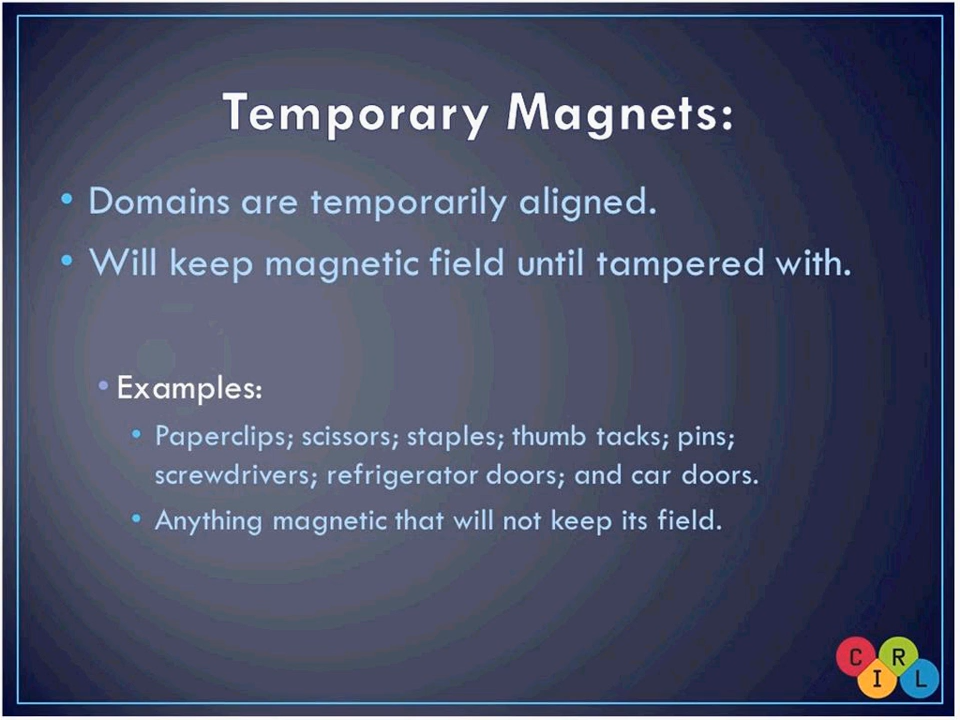 Temporary Magnets:
• Domains are temporarily aligned.
• Will keep magnetic field until tampered with.
• Examples:
• Paperclips; scissors; staples; thumb tacks; pins;
screwdrivers; refrigerator doors; and car doors.
• Anything magnetic that will not keep its field.
C R
I L